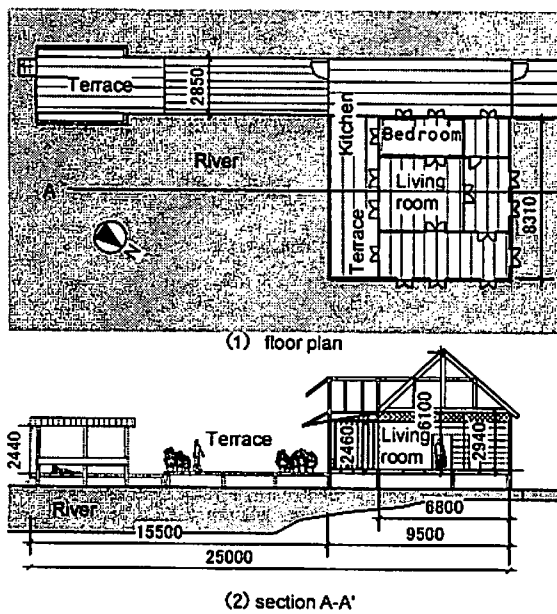 Terrace
2850
Kitchen
Bedroom
River
Living
room
A
Terrace
8310
N
(1) floor plan
2440
Terrace
2460
Living
room
6100
2940
River
6800
15500
9500
25000
(2) section A-A'